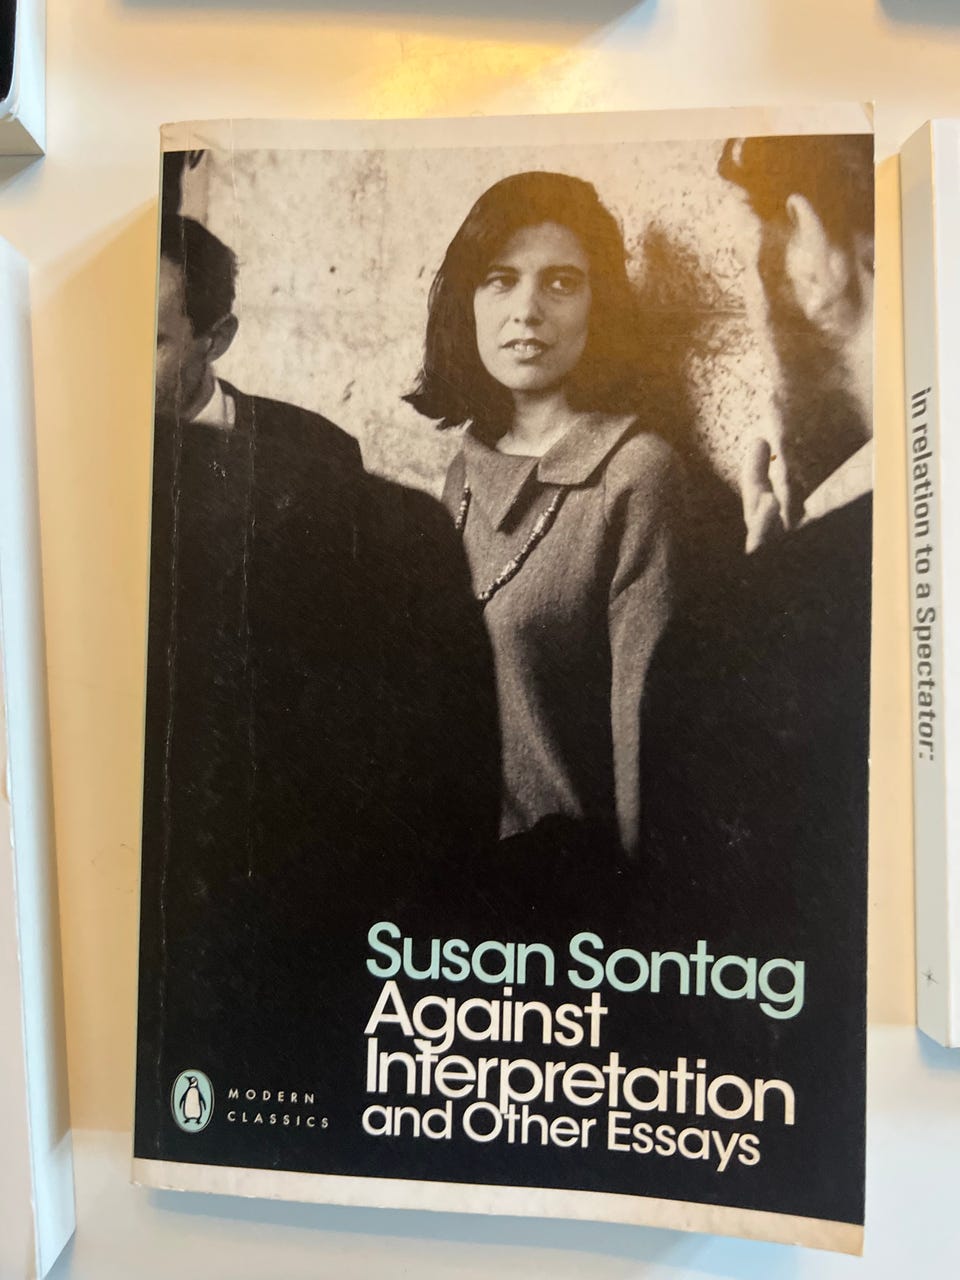 Susan Sontag
Against
Interpretation
and Other Essays
MODERN
CLASSICS
in relation to a Spectator: